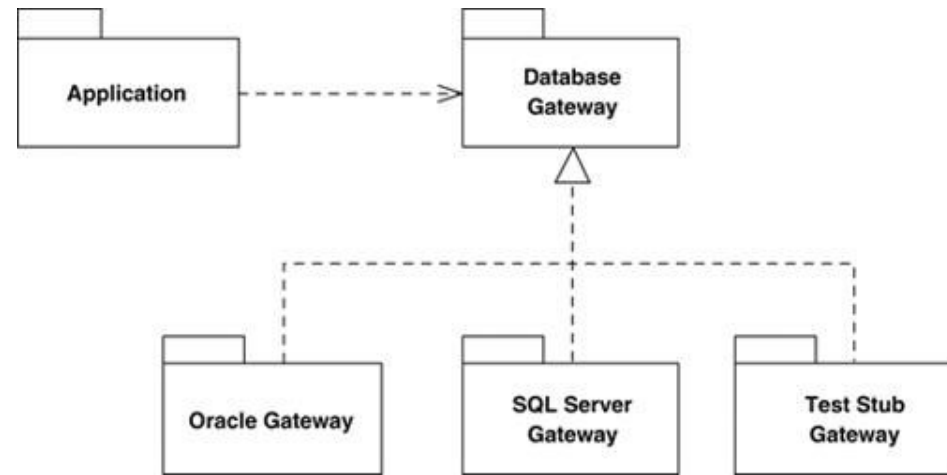 Application
Database
Gateway
Oracle Gateway
SQL Server
Gateway
Test Stub
Gateway